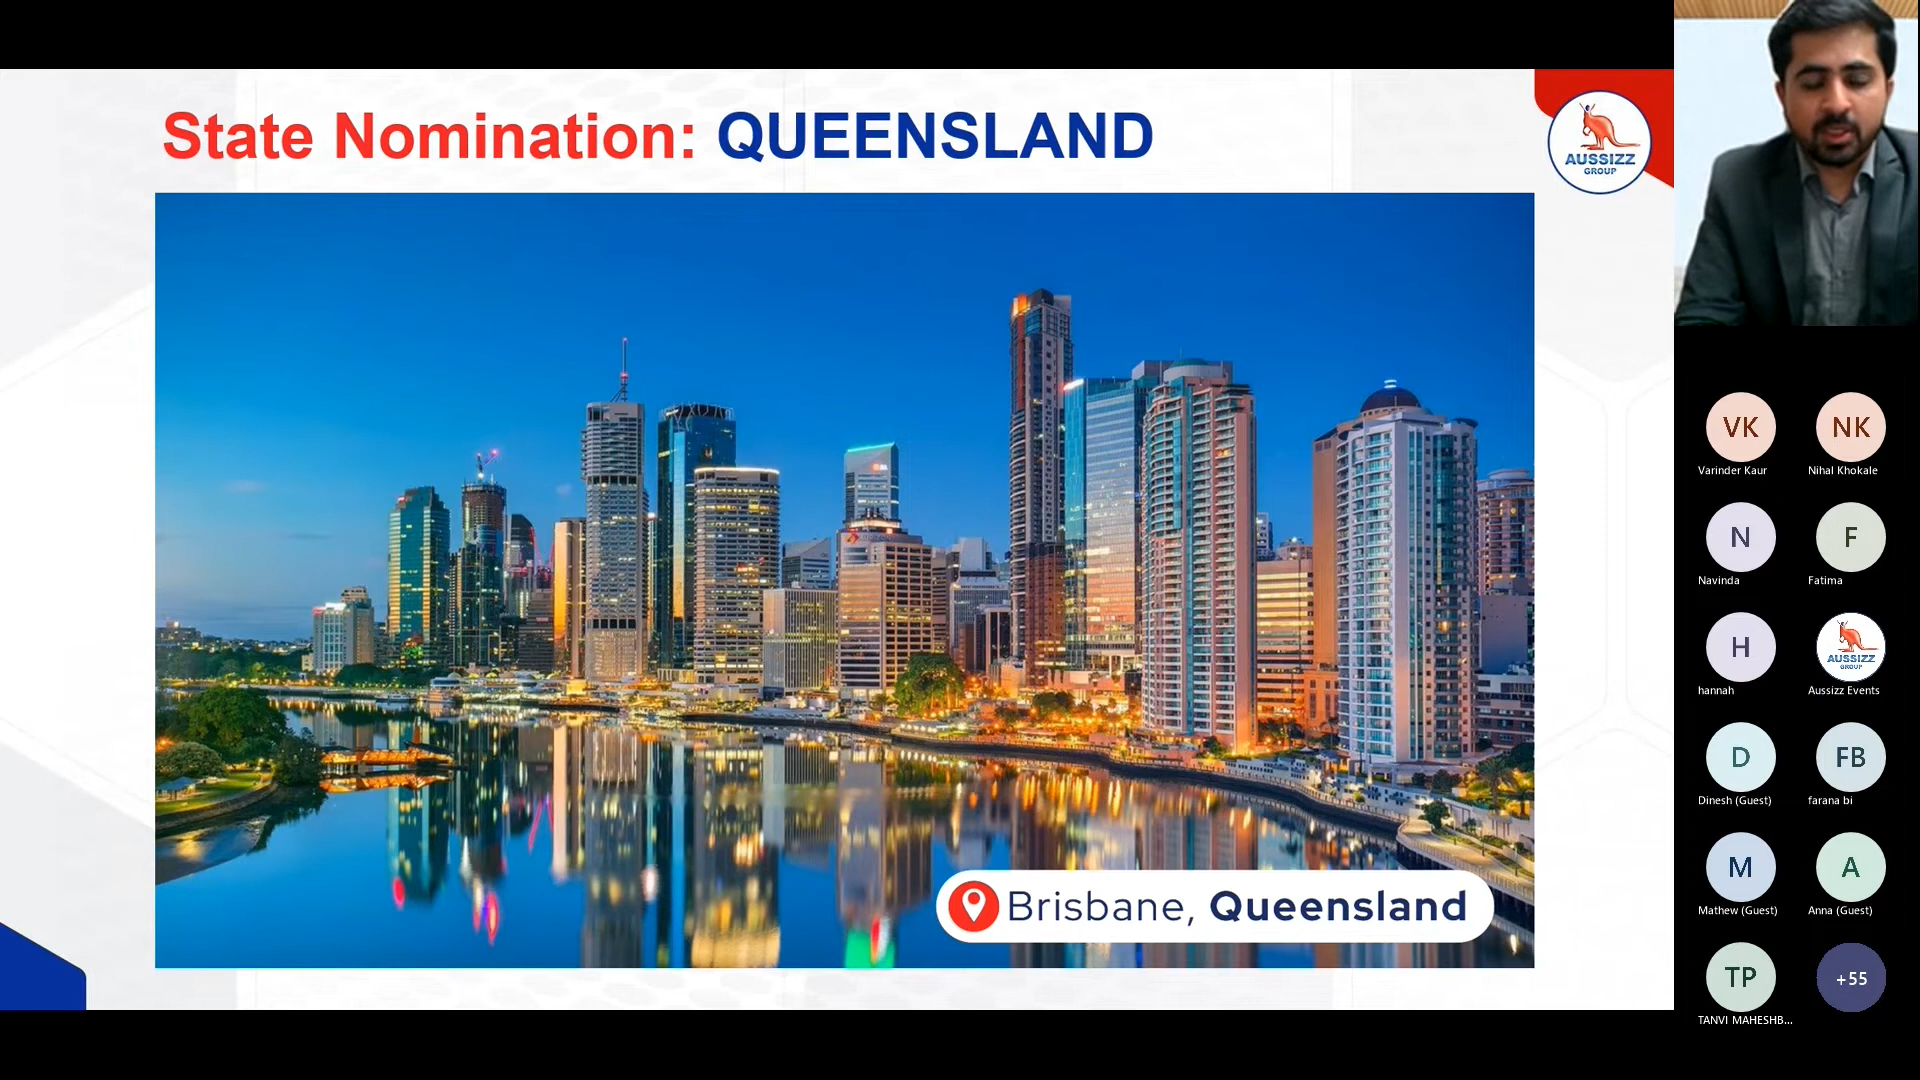 State Nomination: QUEENSLAND
AUSSIZZ
GROUP
Brisbane, Queensland
VK
Varinder Kaur
NK
Nihal Khokale
N
Navinda
F
Fatima
H
hannah
AUSSIZZ
GROUP
Aussizz Events
D
Dinesh (Guest)
FB
farana bi
M
Mathew (Guest)
A
Anna (Guest)
TP
TANVI MAHESHB...
+55